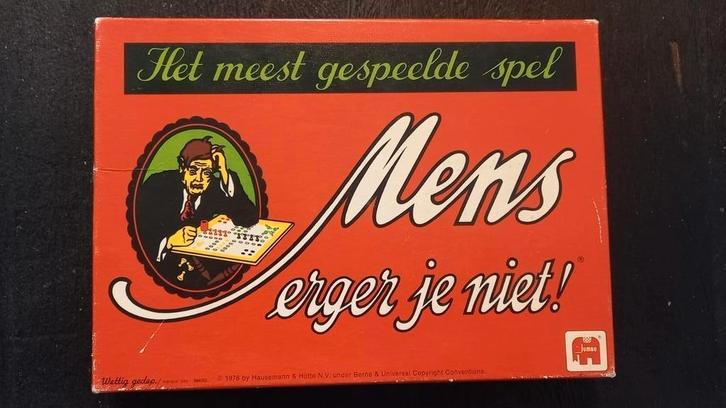 Het meest gespeelde spel
Mens
erger je niet!®
jumbo
Wettig gedep.
© 1978 by Hausemann & Hötte N.V. under Berne & Universal Copyright Conventions.